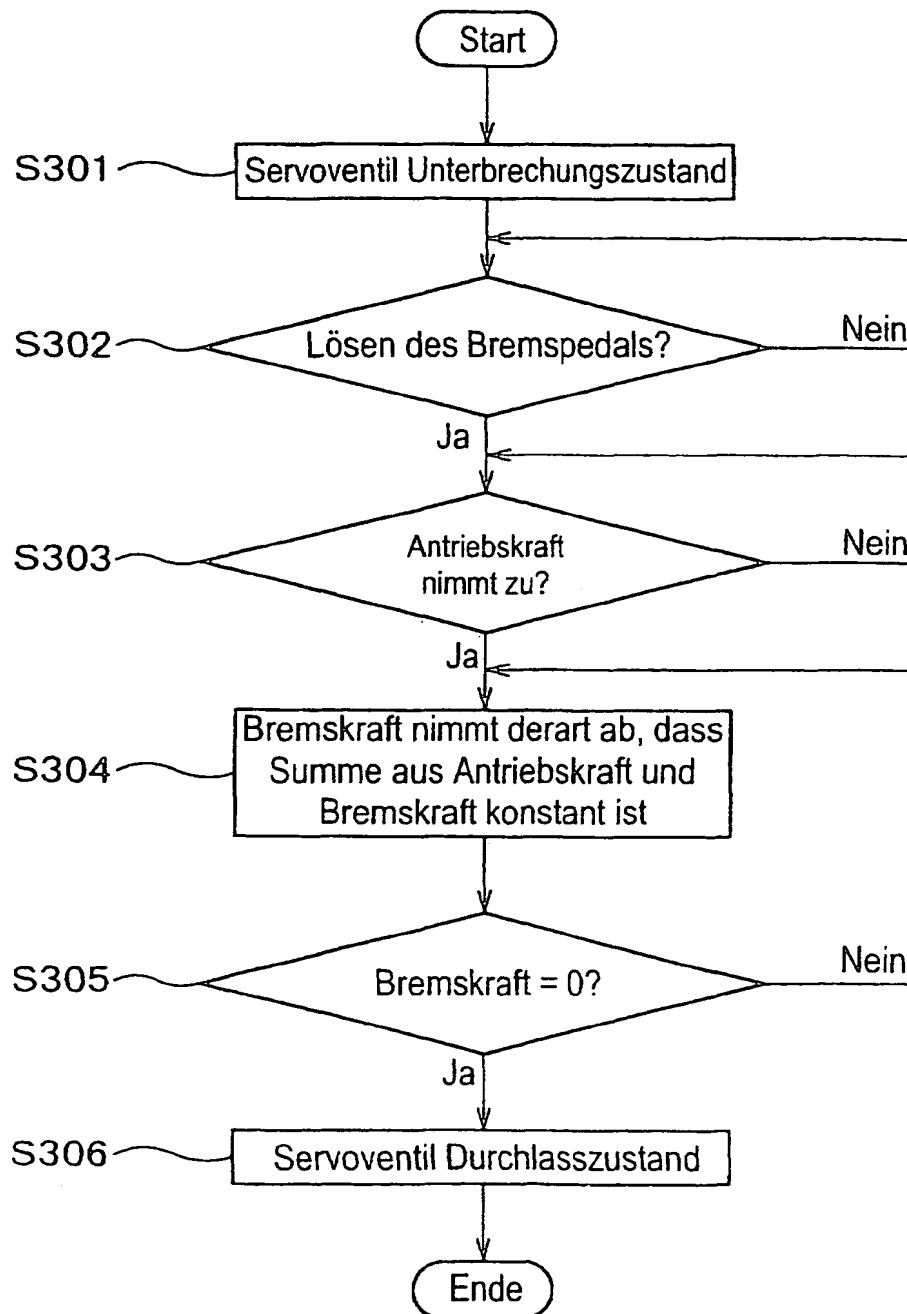 Start
S301
Servoventil Unterbrechungszustand
S302
Lösen des Bremspedals?
Nein
Ja
S303
Antriebskraft
nimmt zu?
Nein
Ja
S304
Bremskraft nimmt derart ab, dass
Summe aus Antriebskraft und
Bremskraft konstant ist
S305
Bremskraft = 0?
Nein
Ja
S306
Servoventil Durchlasszustand
Ende